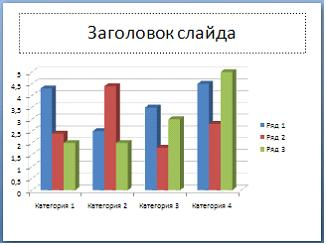 Заголовок слайда
5
4,5
4
3,5
3
2,5
2
1,5
1
0,5
0
Категория 1 Категория 2 Категория 3 Категория 4
Ряд 1
Ряд 2
Ряд 3